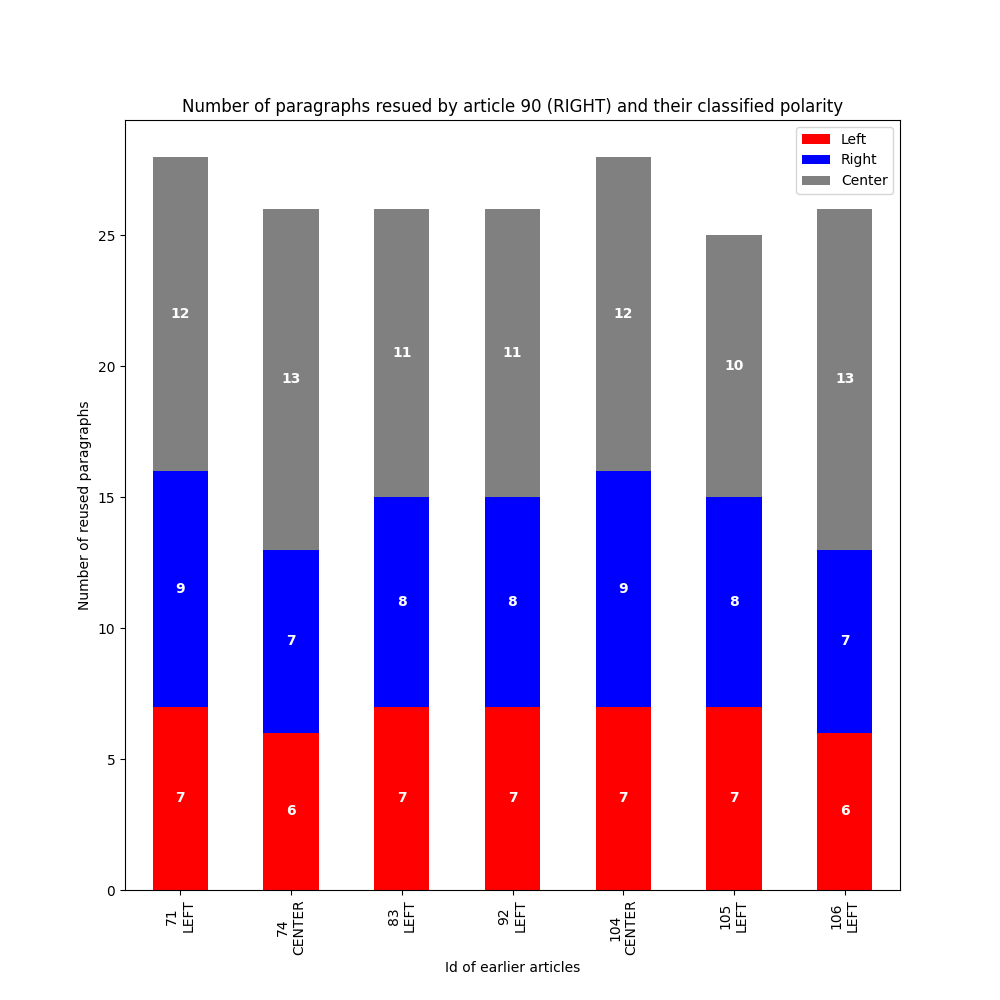 Number of paragraphs resued by article 90 (RIGHT) and their classified polarity
Left
Right
Center
Number of reused paragraphs
25
20
15
10
5
0
12
13
11
11
12
10
13
9
7
8
8
9
8
7
7
6
7
7
7
7
6
71
LEFT
74
CENTER
83
LEFT
92
LEFT
104
CENTER
105
LEFT
106
LEFT
Id of earlier articles